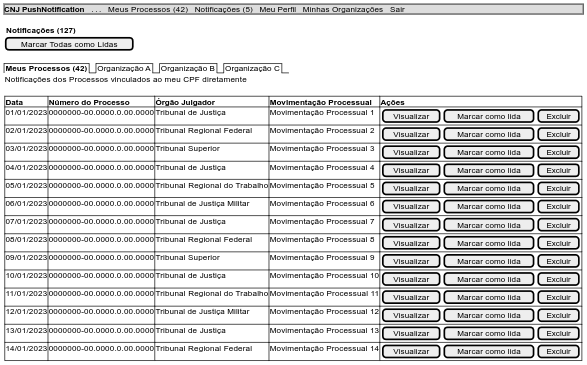 CNJ PushNotification ... Meus Processos (42) Notificações (5) Meu Perfil Minhas Organizações Sair
Notificações (127)
Marcar Todas como Lidas
Meus Processos (42) Organização A Organização B Organização C
Notificações dos Processos vinculados ao meu CPF diretamente
Data Número do Processo Órgão Julgador Movimentação Processual Ações
01/01/2023 0000000-00.0000.0.00.0000 Tribunal de Justiça Movimentação Processual 1 Visualizar Marcar como lida Excluir
02/01/2023 0000000-00.0000.0.00.0000 Tribunal Regional Federal Movimentação Processual 2 Visualizar Marcar como lida Excluir
03/01/2023 0000000-00.0000.0.00.0000 Tribunal Superior Movimentação Processual 3 Visualizar Marcar como lida Excluir
04/01/2023 0000000-00.0000.0.00.0000 Tribunal de Justiça Movimentação Processual 4 Visualizar Marcar como lida Excluir
05/01/2023 0000000-00.0000.0.00.0000 Tribunal Regional do Trabalho Movimentação Processual 5 Visualizar Marcar como lida Excluir
06/01/2023 0000000-00.0000.0.00.0000 Tribunal de Justiça Militar Movimentação Processual 6 Visualizar Marcar como lida Excluir
07/01/2023 0000000-00.0000.0.00.0000 Tribunal de Justiça Movimentação Processual 7 Visualizar Marcar como lida Excluir
08/01/2023 0000000-00.0000.0.00.0000 Tribunal Regional Federal Movimentação Processual 8 Visualizar Marcar como lida Excluir
09/01/2023 0000000-00.0000.0.00.0000 Tribunal Superior Movimentação Processual 9 Visualizar Marcar como lida Excluir
10/01/2023 0000000-00.0000.0.00.0000 Tribunal de Justiça Movimentação Processual 10 Visualizar Marcar como lida Excluir
11/01/2023 0000000-00.0000.0.00.0000 Tribunal Regional do Trabalho Movimentação Processual 11 Visualizar Marcar como lida Excluir
12/01/2023 0000000-00.0000.0.00.0000 Tribunal de Justiça Militar Movimentação Processual 12 Visualizar Marcar como lida Excluir
13/01/2023 0000000-00.0000.0.00.0000 Tribunal de Justiça Movimentação Processual 13 Visualizar Marcar como lida Excluir
14/01/2023 0000000-00.0000.0.00.0000 Tribunal Regional Federal Movimentação Processual 14 Visualizar Marcar como lida Excluir